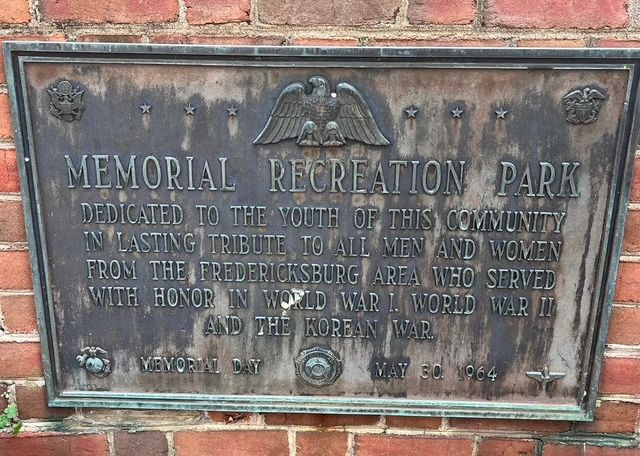 MEMORIAL RECREATION PARK
DEDICATED TO THE YOUTH OF THIS COMMUNITY
IN LASTING TRIBUTE TO ALL MEN AND WOMEN
FROM THE FREDERICKSBURG AREA WHO SERVED
WITH HONOR IN WORLD WAR I, WORLD WAR II
AND THE KOREAN WAR.
MEMORIAL DAY MAY 30, 1964